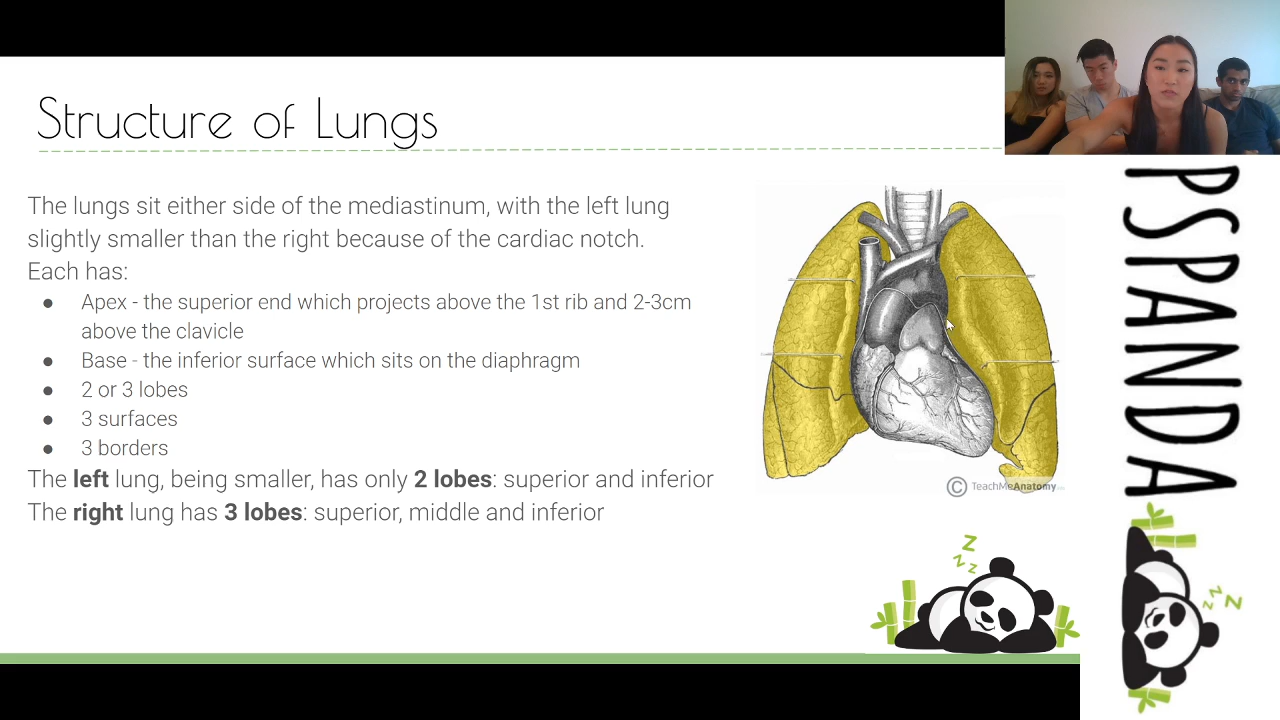 Structure of Lungs
The lungs sit either side of the mediastinum, with the left lung
slightly smaller than the right because of the cardiac notch.
Each has:
● Apex - the superior end which projects above the 1st rib and 2-3cm
above the clavicle
● Base - the inferior surface which sits on the diaphragm
● 2 or 3 lobes
● 3 surfaces
● 3 borders
The left lung, being smaller, has only 2 lobes: superior and inferior
The right lung has 3 lobes: superior, middle and inferior
© TeachMeAnatomy
z
z
z
PSPANDA
z
z
z